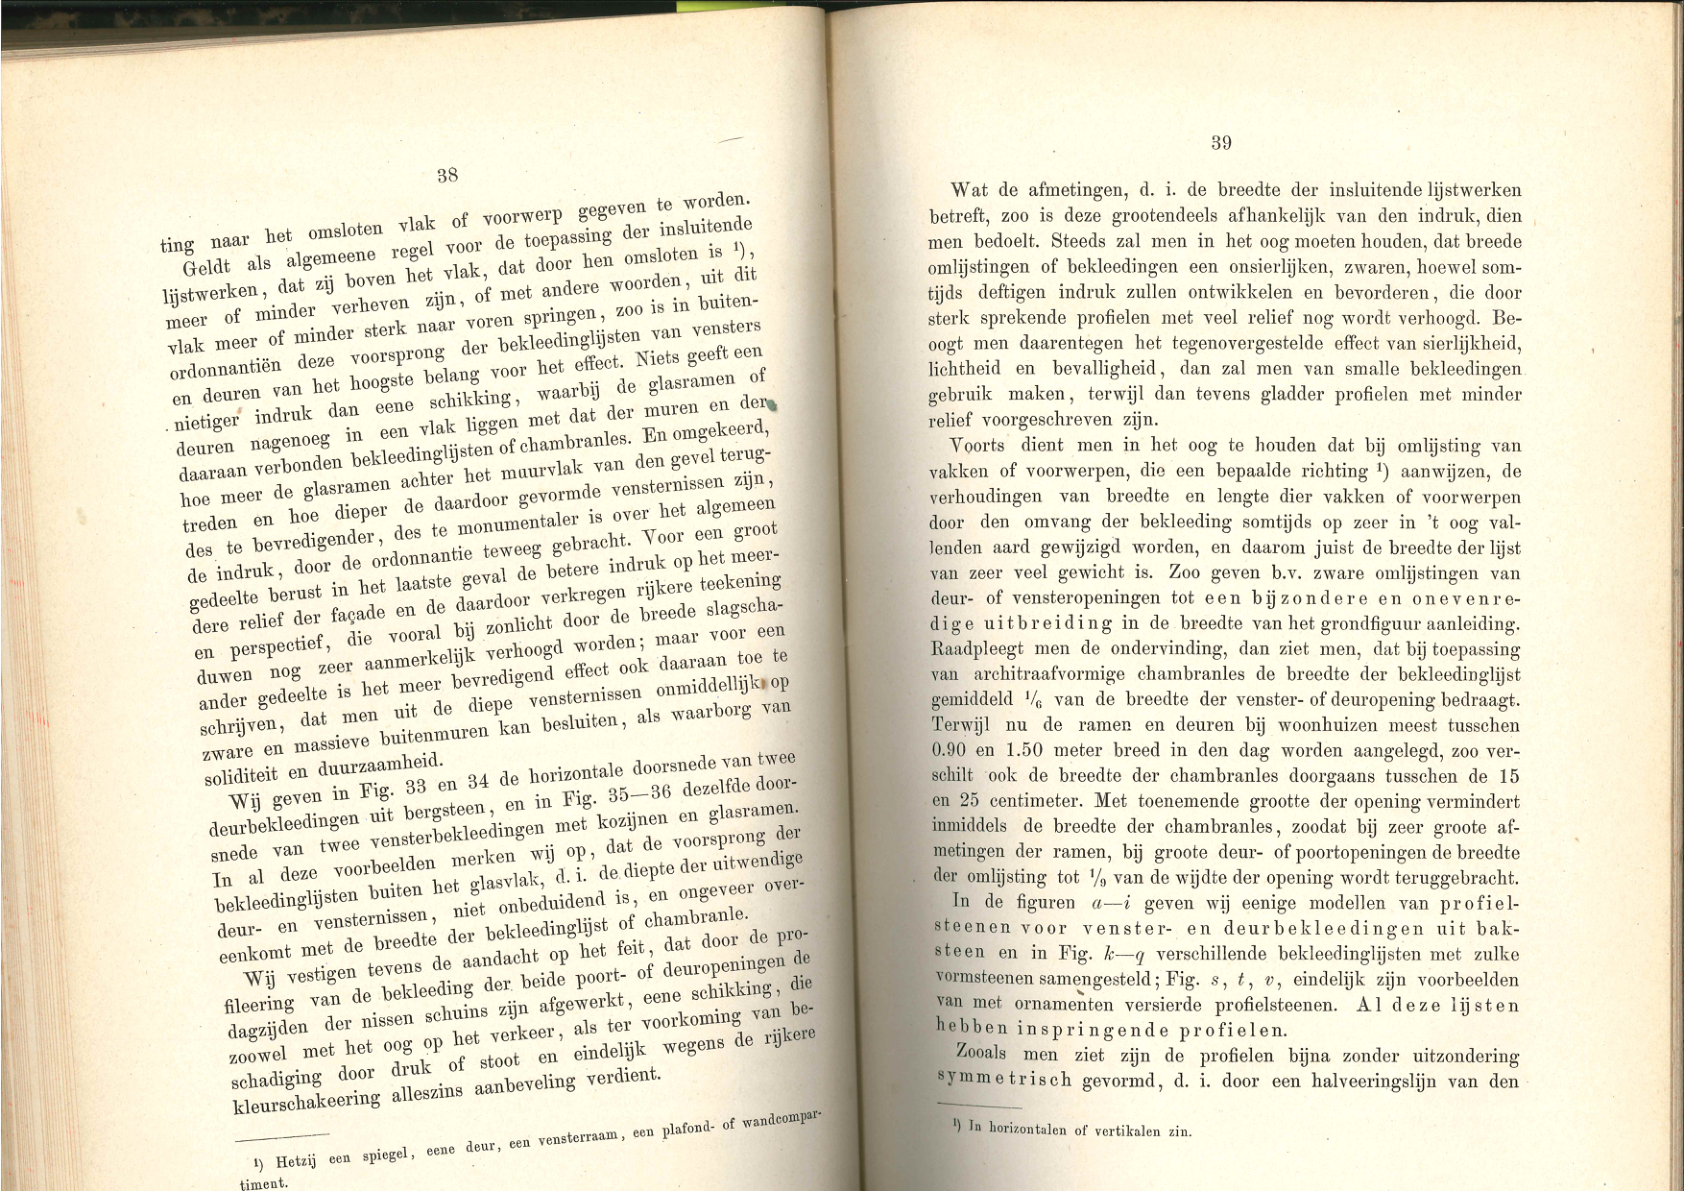 38
ting naar het omsloten vlak of voorwerp gegeven te worden.
Geldt als algemeene regel voor de toepassing der insluitende
lijstwerken, dat zij boven het vlak, dat door hen omsloten is ¹),
meer of minder verheven zijn, of met andere woorden, uit dit
vlak meer of minder sterk naar voren springen, zoo is in buiten-
ordonnantiën deze voorsprong der bekleedinglijsten van vensters
en deuren van het hoogste belang voor het effect. Niets geeft een
nietiger indruk dan eene schikking, waarbij de glasramen of
deuren nagenoeg in een vlak liggen met dat der muren en der
daaraan verbonden bekleedinglijsten of chambranles. En omgekeerd,
hoe meer de glasramen achter het muurvlak van den gevel terug-
treden en hoe dieper de daardoor gevormde vensternissen zijn,
des te bevredigender, des te monumentaler is over het algemeen
de indruk, door de ordonnantie teweeg gebracht. Voor een groot
gedeelte berust in het laatste geval de betere indruk op het meer-
dere relief der façade en de daardoor verkregen rijkere teekening
en perspectief, die vooral bij zonlicht door de breede slagscha-
duwen nog zeer aanmerkelijk verhoogd worden; maar voor een
ander gedeelte is het meer bevredigend effect ook daaraan toe te
schrijven, dat men uit de diepe vensternissen onmiddellijk op
zware en massieve buitenmuren kan besluiten, als waarborg van
soliditeit en duurzaamheid.
Wij geven in Fig. 33 en 34 de horizontale doorsnede van twee
deurbekleedingen uit bergsteen, en in Fig. 35—36 dezelfde door-
snede van twee vensterbekleedingen met kozijnen en glasramen.
In al deze voorbeelden merken wij op, dat de voorsprong der
bekleedinglijsten buiten het glasvlak, d. i. de diepte der uitwendige
deur- en vensternissen, niet onbeduidend is, en ongeveer over-
eenkomt met de breedte der bekleedinglijst of chambranle.
Wij vestigen tevens de aandacht op het feit, dat door de pro-
fileering van de bekleeding der beide poort- of deuropeningen de
dagzijden der nissen schuins zijn afgewerkt, eene schikking, die
zoowel met het oog op het verkeer, als ter voorkoming van be-
schadiging door druk of stoot en eindelijk wegens de rijkere
kleurschakeering alleszins aanbeveling verdient.
¹) Hetzij een spiegel, eene deur, een vensterraam, een plafond- of wandcompar-
timent.
39
Wat de afmetingen, d. i. de breedte der insluitende lijstwerken
betreft, zoo is deze grootendeels afhankelijk van den indruk, dien
men bedoelt. Steeds zal men in het oog moeten houden, dat breede
omlijstingen of bekleedingen een onsierlijken, zwaren, hoewel som-
tijds deftigen indruk zullen ontwikkelen en bevorderen, die door
sterk sprekende profielen met veel relief nog wordt verhoogd. Be-
oogt men daarentegen het tegenovergestelde effect van sierlijkheid,
lichtheid en bevalligheid, dan zal men van smalle bekleedingen
gebruik maken, terwijl dan tevens gladder profielen met minder
relief voorgeschreven zijn.
Voorts dient men in het oog te houden dat bij omlijsting van
vakken of voorwerpen, die een bepaalde richting ¹) aanwijzen, de
verhoudingen van breedte en lengte dier vakken of voorwerpen
door den omvang der bekleeding somtijds op zeer in 't oog val-
lenden aard gewijzigd worden, en daarom juist de breedte der lijst
van zeer veel gewicht is. Zoo geven b.v. zware omlijstingen van
deur- of vensteropeningen tot een bijzondere en onevenre-
dige uitbreiding in de breedte van het grondfiguur aanleiding.
Raadpleegt men de ondervinding, dan ziet men, dat bij toepassing
van architraafvormige chambranles de breedte der bekleedinglijst
gemiddeld ¹/₆ van de breedte der venster- of deuropening bedraagt.
Terwijl nu de ramen en deuren bij woonhuizen meest tusschen
0.90 en 1.50 meter breed in den dag worden aangelegd, zoo ver-
schilt ook de breedte der chambranles doorgaans tusschen de 15
en 25 centimeter. Met toenemende grootte der opening vermindert
inmiddels de breedte der chambranles, zoodat bij zeer groote af-
metingen der ramen, bij groote deur- of poortopeningen de breedte
der omlijsting tot ¹/₉ van de wijdte der opening wordt teruggebracht.
In de figuren a—i geven wij eenige modellen van profiel-
steenen voor venster- en deurbekleedingen uit bak-
steen en in Fig. k—q verschillende bekleedinglijsten met zulke
vormsteenen samengesteld; Fig. s, t, v, eindelijk zijn voorbeelden
van met ornamenten versierde profielsteenen. Al deze lijsten
hebben inspringende profielen.
Zooals men ziet zijn de profielen bijna zonder uitzondering
symmetrisch gevormd, d. i. door een halveeringslijn van den
¹) In horizontalen of vertikalen zin.